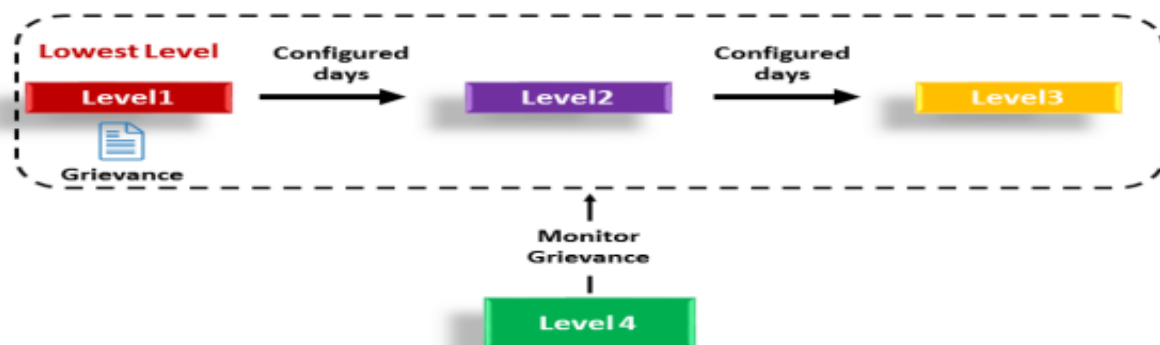 Lowest Level
Configured
days
Configured
days
Level1
Level2
Level3
Grievance
Monitor
Grievance
Level 4